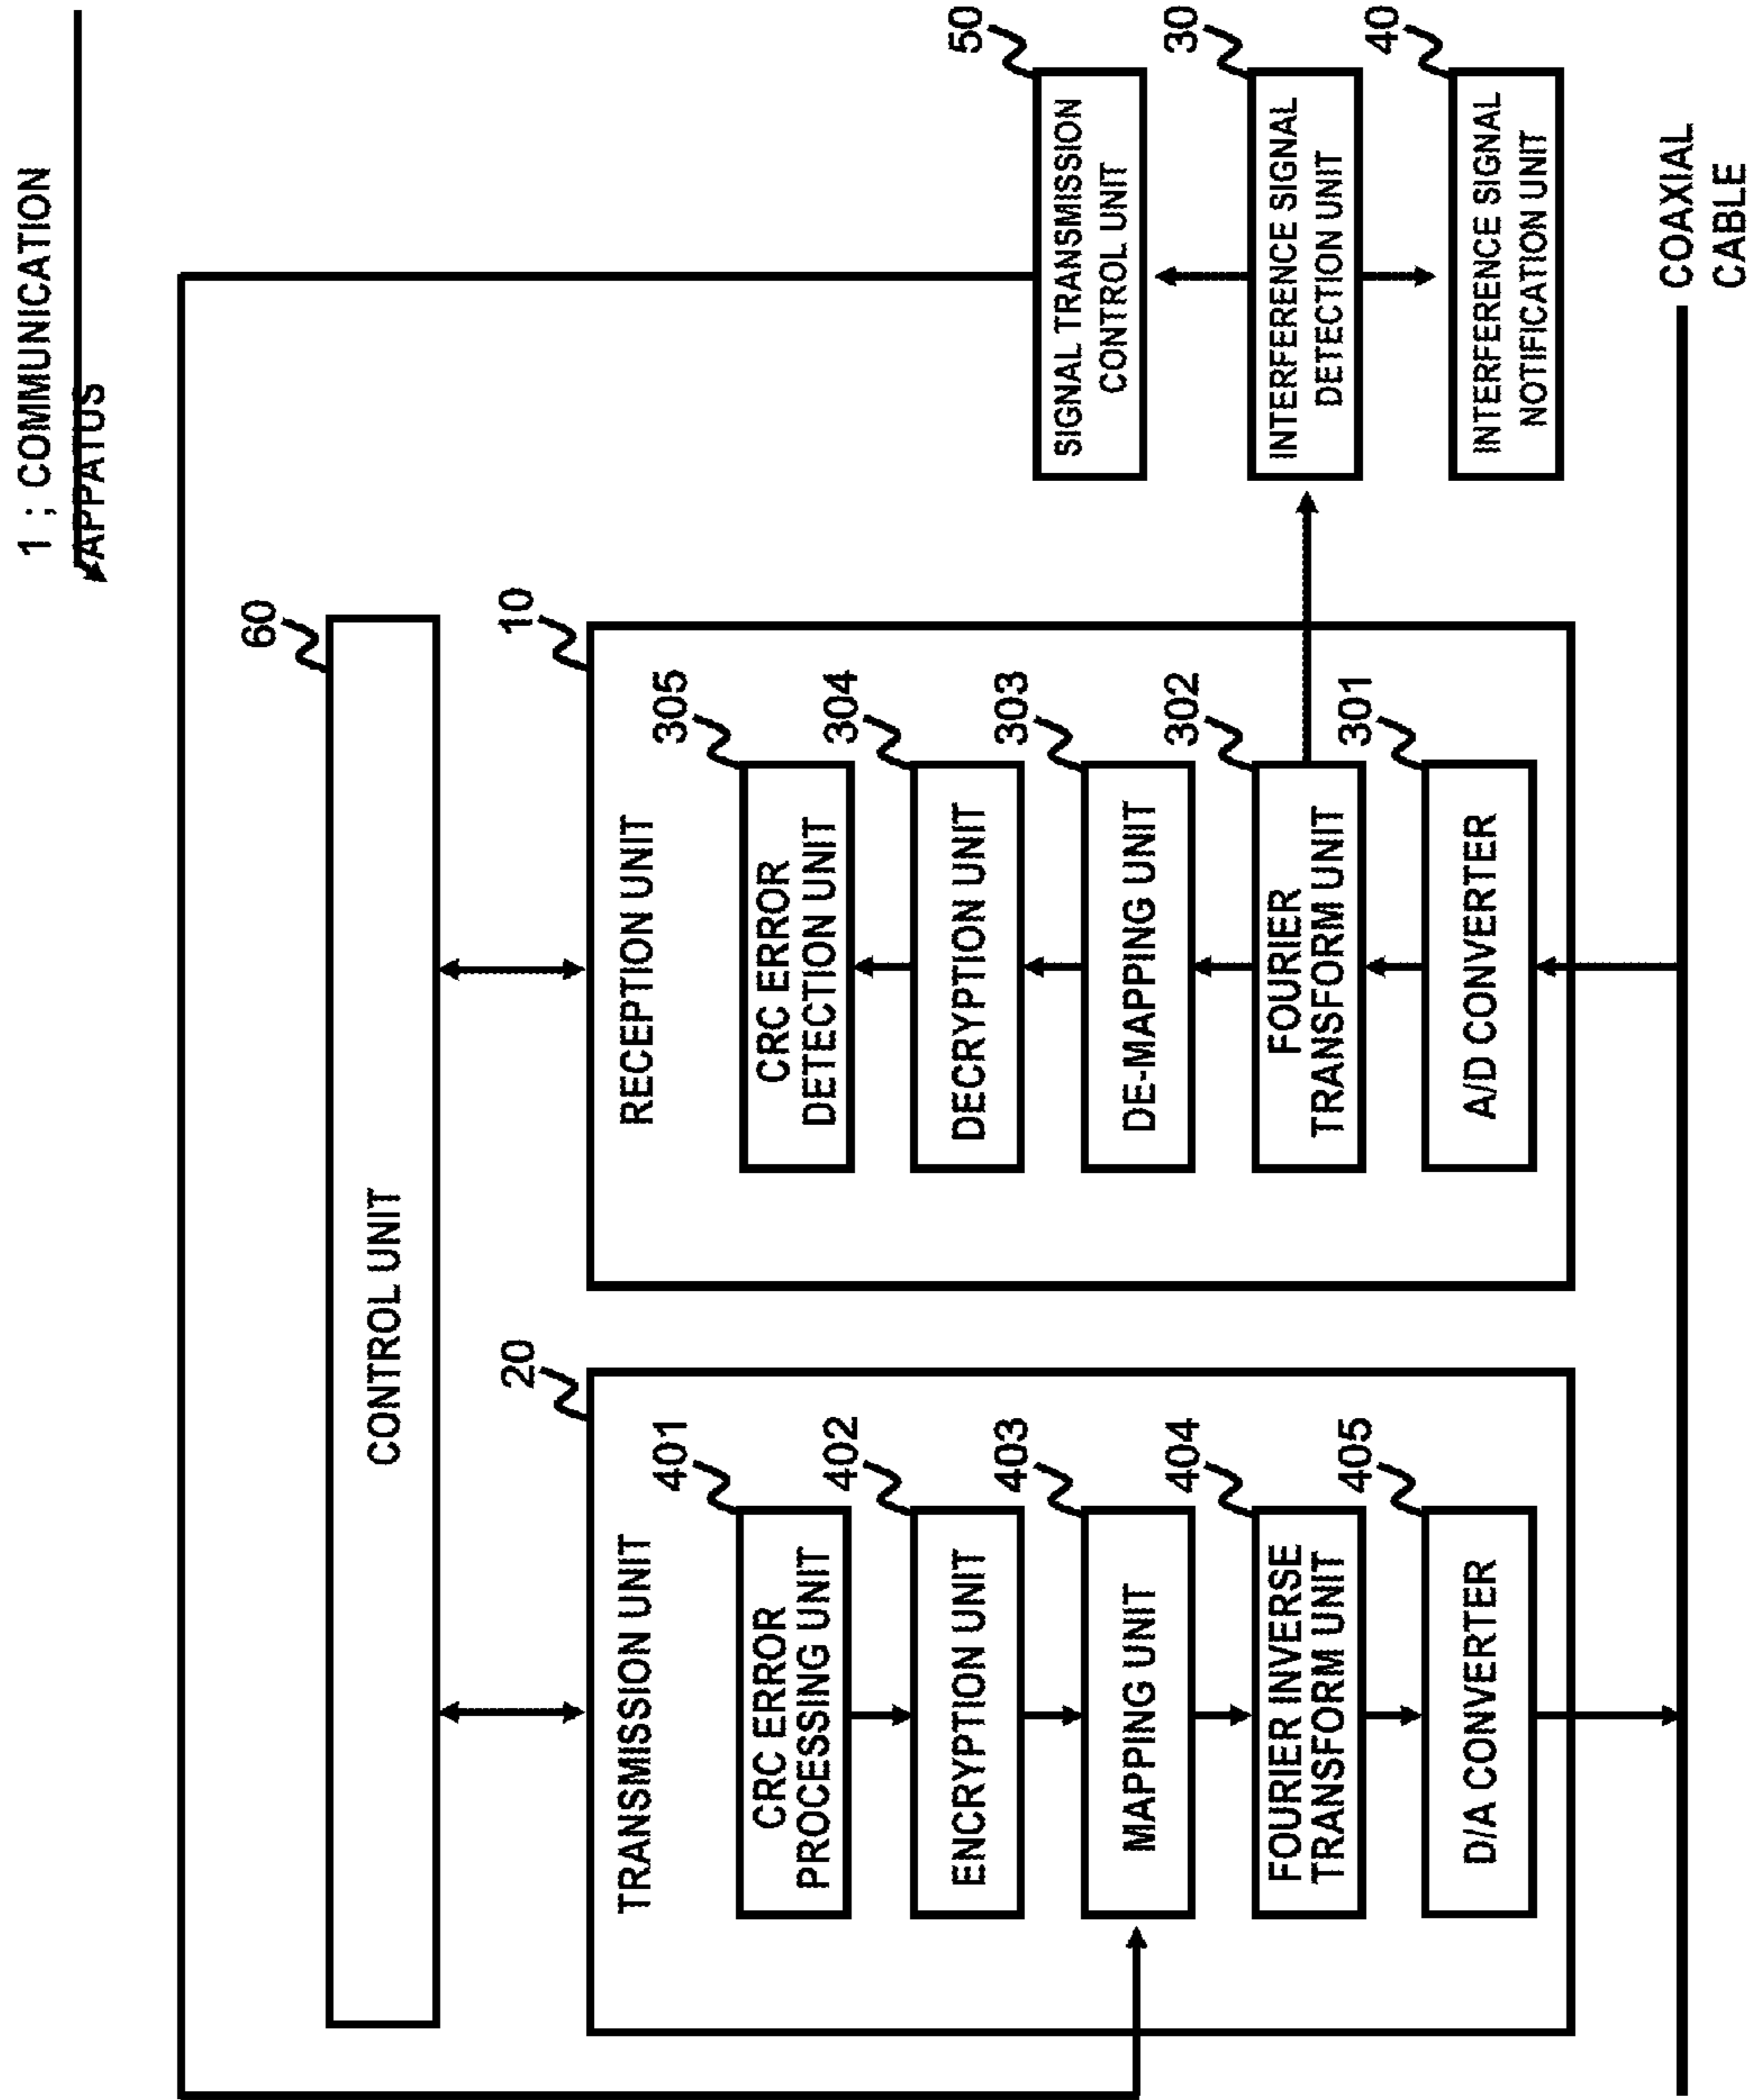 1 ; COMMUNICATION
APPATUS
60
CONTROL UNIT
20
TRANSMISSION UNIT
401
CRC ERROR
PROCESSING UNIT
402
ENCRYPTION UNIT
403
MAPPING UNIT
404
FOURIER INVERSE
TRANSFORM UNIT
405
D/A CONVERTER
10
RECEPTION UNIT
305
CRC ERROR
DETECTION UNIT
304
DECRYPTION UNIT
303
DE-MAPPING UNIT
302
FOURIER
TRANSFORM UNIT
301
A/D CONVERTER
50
SIGNAL TRANSMISSION
CONTROL UNIT
30
INTERFERENCE SIGNAL
DETECTION UNIT
40
INTERFERENCE SIGNAL
NOTIFICATION UNIT
COAXIAL
CABLE